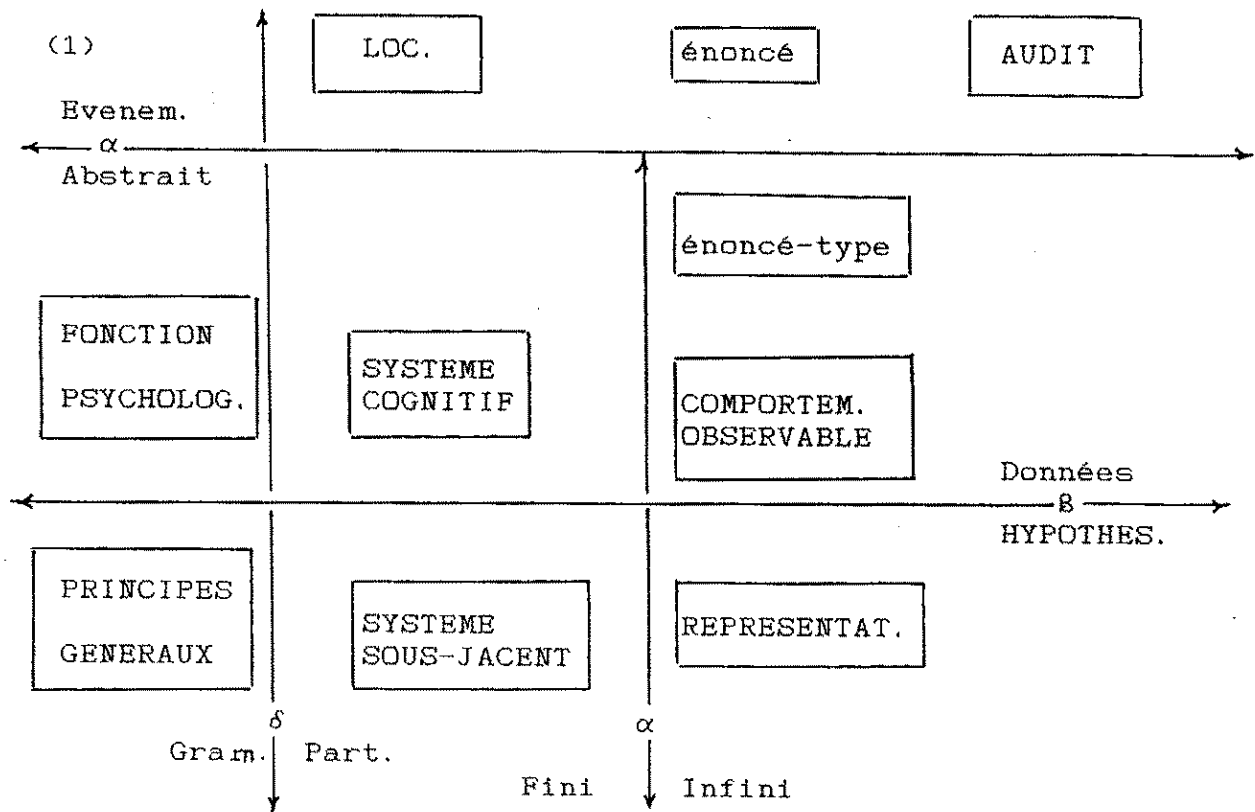 (1)
LOC.
énoncé
AUDIT
Evenem.
α
Abstrait
énoncé-type
FONCTION
PSYCHOLOG.
SYSTEME
COGNITIF
COMPORTEM.
OBSERVABLE
Données
β
HYPOTHES.
PRINCIPES
GENERAUX
SYSTEME
SOUS-JACENT
REPRESENTAT.
δ
α
Gram. Part.
Fini Infini